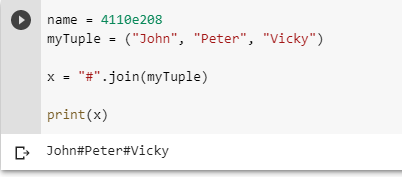 name = 4110e208
myTuple = ("John", "Peter", "Vicky")
x = "#".join(myTuple)
print(x)
John#Peter#Vicky